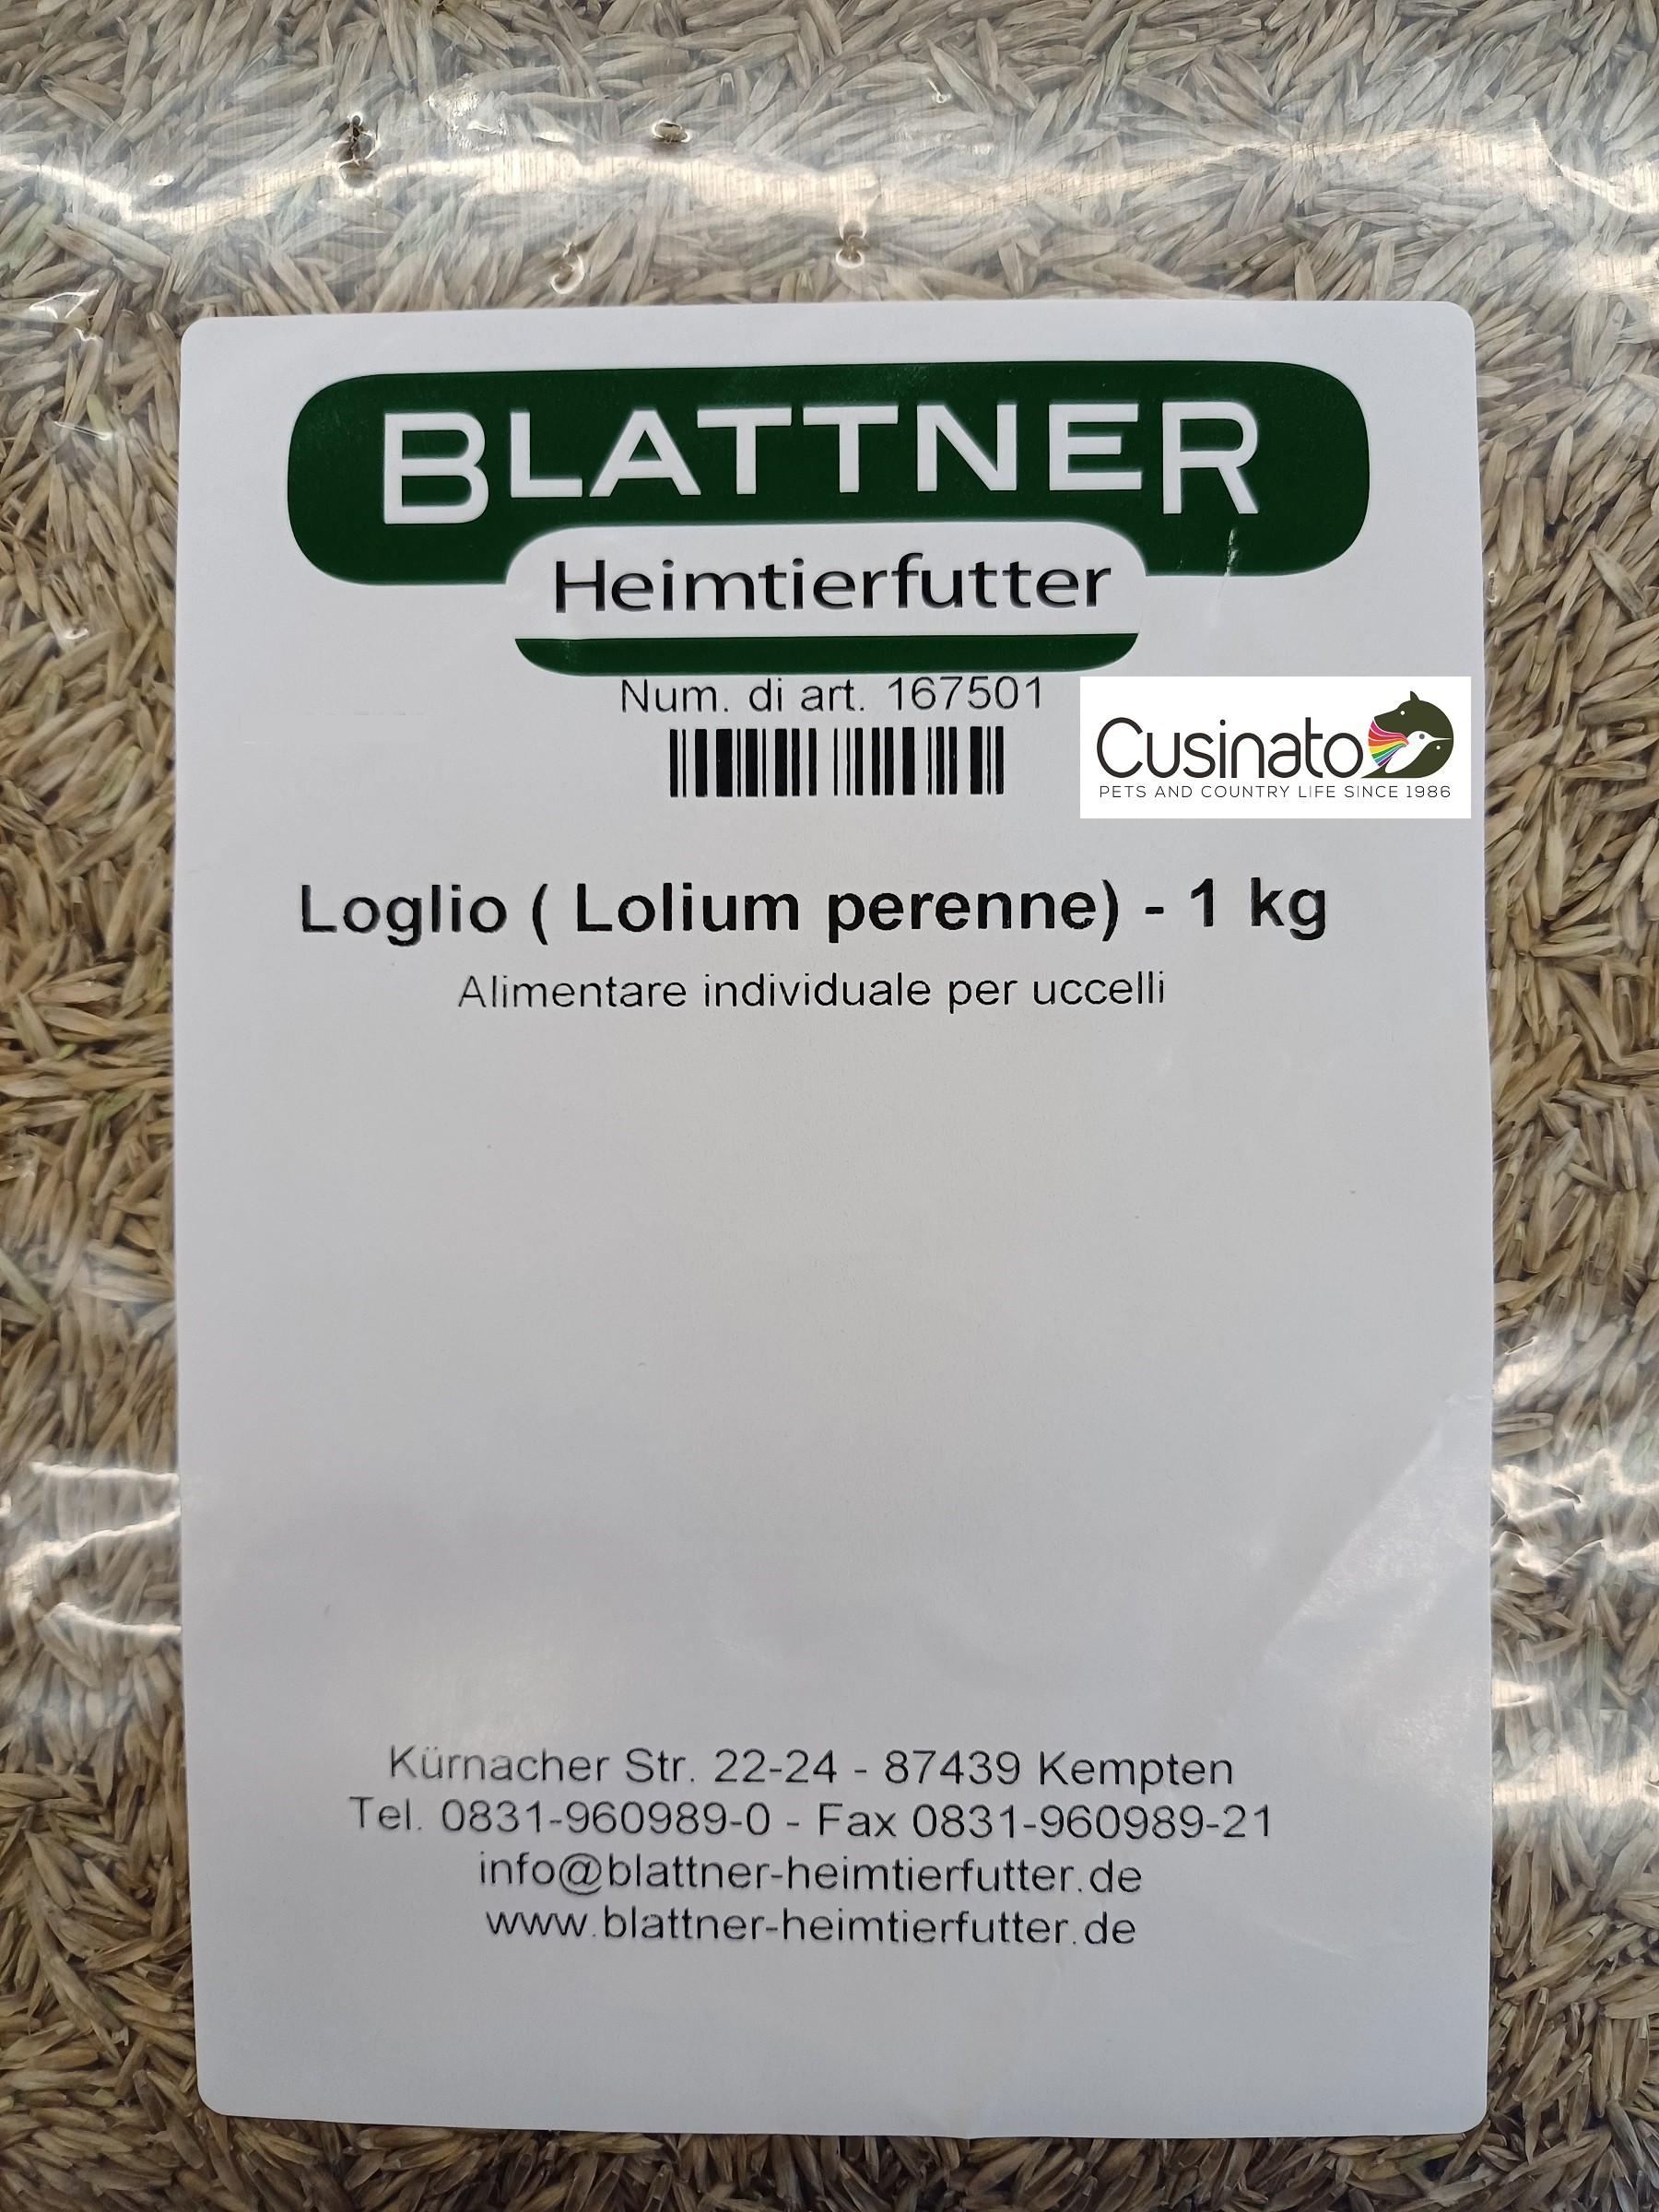 BLATTNER
Heimtierfutter
Num. di art. 167501
Cusinato
PETS AND COUNTRY LIFE SINCE 1986
Loglio ( Lolium perenne) - 1 kg
Alimentare individuale per uccelli
Kürnacher Str. 22-24 - 87439 Kempten
Tel. 0831-960989-0 - Fax 0831-960989-21
info@blattner-heimtierfutter.de
www.blattner-heimtierfutter.de